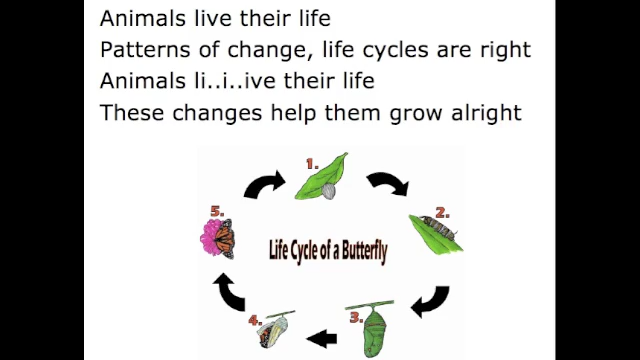 Animals live their life
Patterns of change, life cycles are right
Animals li..i..ive their life
These changes help them grow alright
1.
2.
3.
4.
5.
Life Cycle of a Butterfly